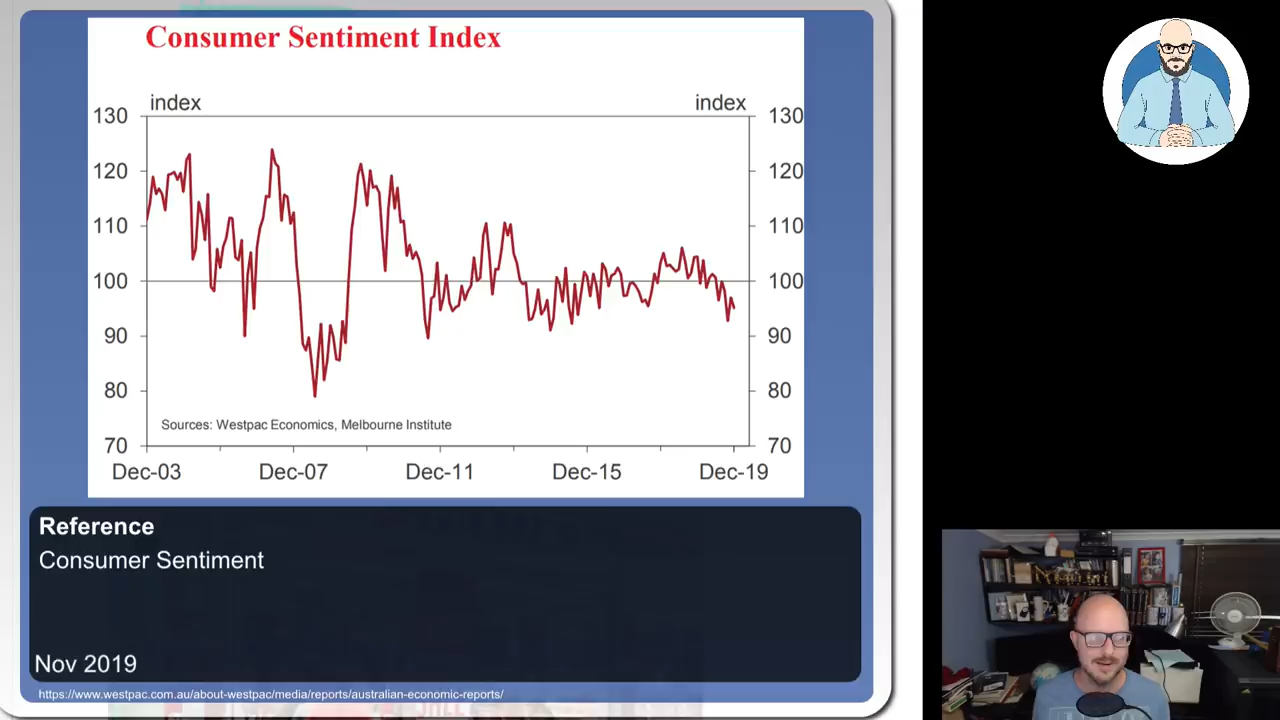 Consumer Sentiment Index
index index
130 130
120 120
110 110
100 100
90 90
80 80
Sources: Westpac Economics, Melbourne Institute
70 70
Dec-03 Dec-07 Dec-11 Dec-15 Dec-19
Reference
Consumer Sentiment
Nov 2019
https://www.westpac.com.au/about-westpac/media/reports/australian-economic-reports/